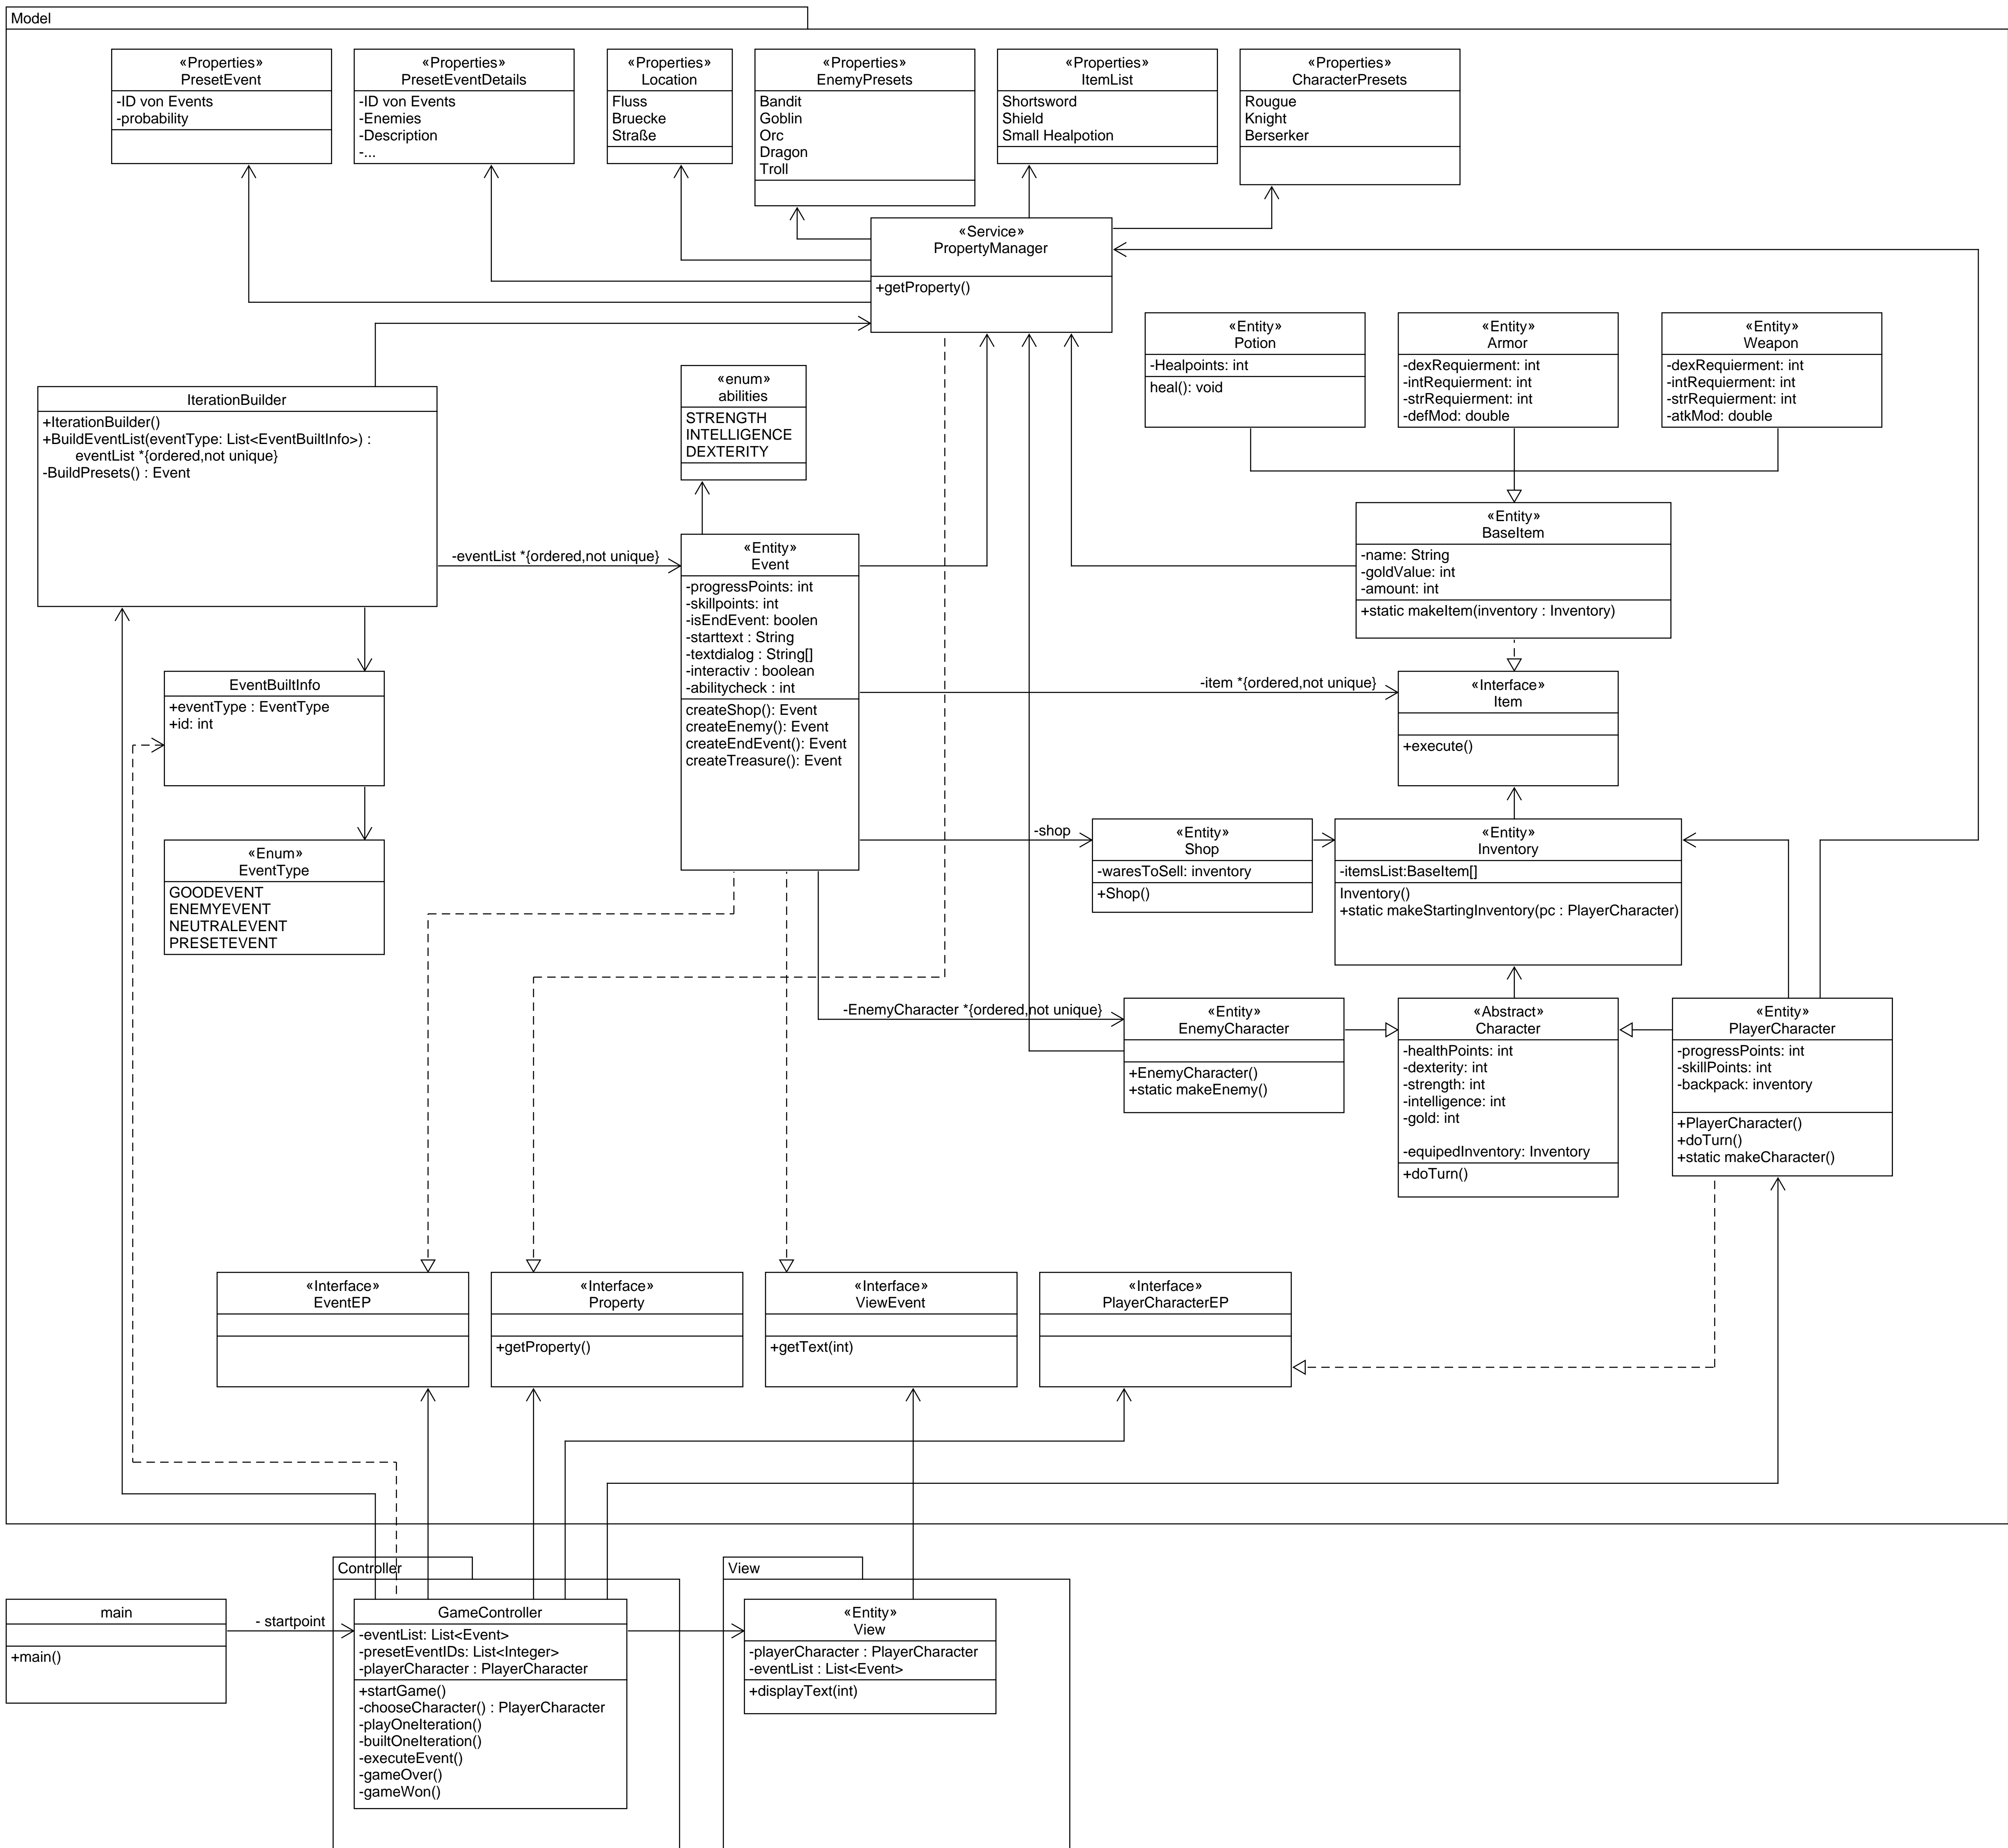 Model
«Properties»
PresetEvent
-ID von Events
-probability
«Properties»
PresetEventDetails
-ID von Events
-Enemies
-Description
-...
«Properties»
Location
Fluss
Bruecke
Straße
«Properties»
EnemyPresets
Bandit
Goblin
Orc
Dragon
Troll
«Properties»
ItemList
Shortsword
Shield
Small Healpotion
«Properties»
CharacterPresets
Rougue
Knight
Berserker
«Service»
PropertyManager
+getProperty()
«Entity»
Potion
-Healpoints: int
heal(): void
«Entity»
Armor
-dexRequierment: int
-intRequierment: int
-strRequierment: int
-defMod: double
«Entity»
Weapon
-dexRequierment: int
-intRequierment: int
-strRequierment: int
-atkMod: double
IterationBuilder
+IterationBuilder()
+BuildEventList(eventType: List<EventBuiltInfo>) :
eventList *{ordered,not unique}
-BuildPresets() : Event
«enum»
abilities
STRENGTH
INTELLIGENCE
DEXTERITY
-eventList *{ordered,not unique}
«Entity»
Event
-progressPoints: int
-skillpoints: int
-isEndEvent: boolen
-starttext : String
-textdialog : String[]
-interactiv : boolean
-abilitycheck : int
createShop(): Event
createEnemy(): Event
createEndEvent(): Event
createTreasure(): Event
«Entity»
BaseItem
-name: String
-goldValue: int
-amount: int
+static makeItem(inventory : Inventory)
EventBuiltInfo
+eventType : EventType
+id: int
-item *{ordered,not unique}
«Interface»
Item
+execute()
«Enum»
EventType
GOODEVENT
ENEMYEVENT
NEUTRALEVENT
PRESETEVENT
-shop
«Entity»
Shop
-waresToSell: inventory
+Shop()
«Entity»
Inventory
-itemsList:BaseItem[]
Inventory()
+static makeStartingInventory(pc : PlayerCharacter)
-EnemyCharacter *{ordered,not unique}
«Entity»
EnemyCharacter
+EnemyCharacter()
+static makeEnemy()
«Abstract»
Character
-healthPoints: int
-dexterity: int
-strength: int
-intelligence: int
-gold: int
-equipedInventory: Inventory
+doTurn()
«Entity»
PlayerCharacter
-progressPoints: int
-skillPoints: int
-backpack: inventory
+PlayerCharacter()
+doTurn()
+static makeCharacter()
«Interface»
EventEP
«Interface»
Property
+getProperty()
«Interface»
ViewEvent
+getText(int)
«Interface»
PlayerCharacterEP
Controller
View
main
+main()
- startpoint
GameController
-eventList: List<Event>
-presetEventIDs: List<Integer>
-playerCharacter : PlayerCharacter
+startGame()
-chooseCharacter() : PlayerCharacter
-playOneIteration()
-builtOneIteration()
-executeEvent()
-gameOver()
-gameWon()
«Entity»
View
-playerCharacter : PlayerCharacter
-eventList : List<Event>
+displayText(int)